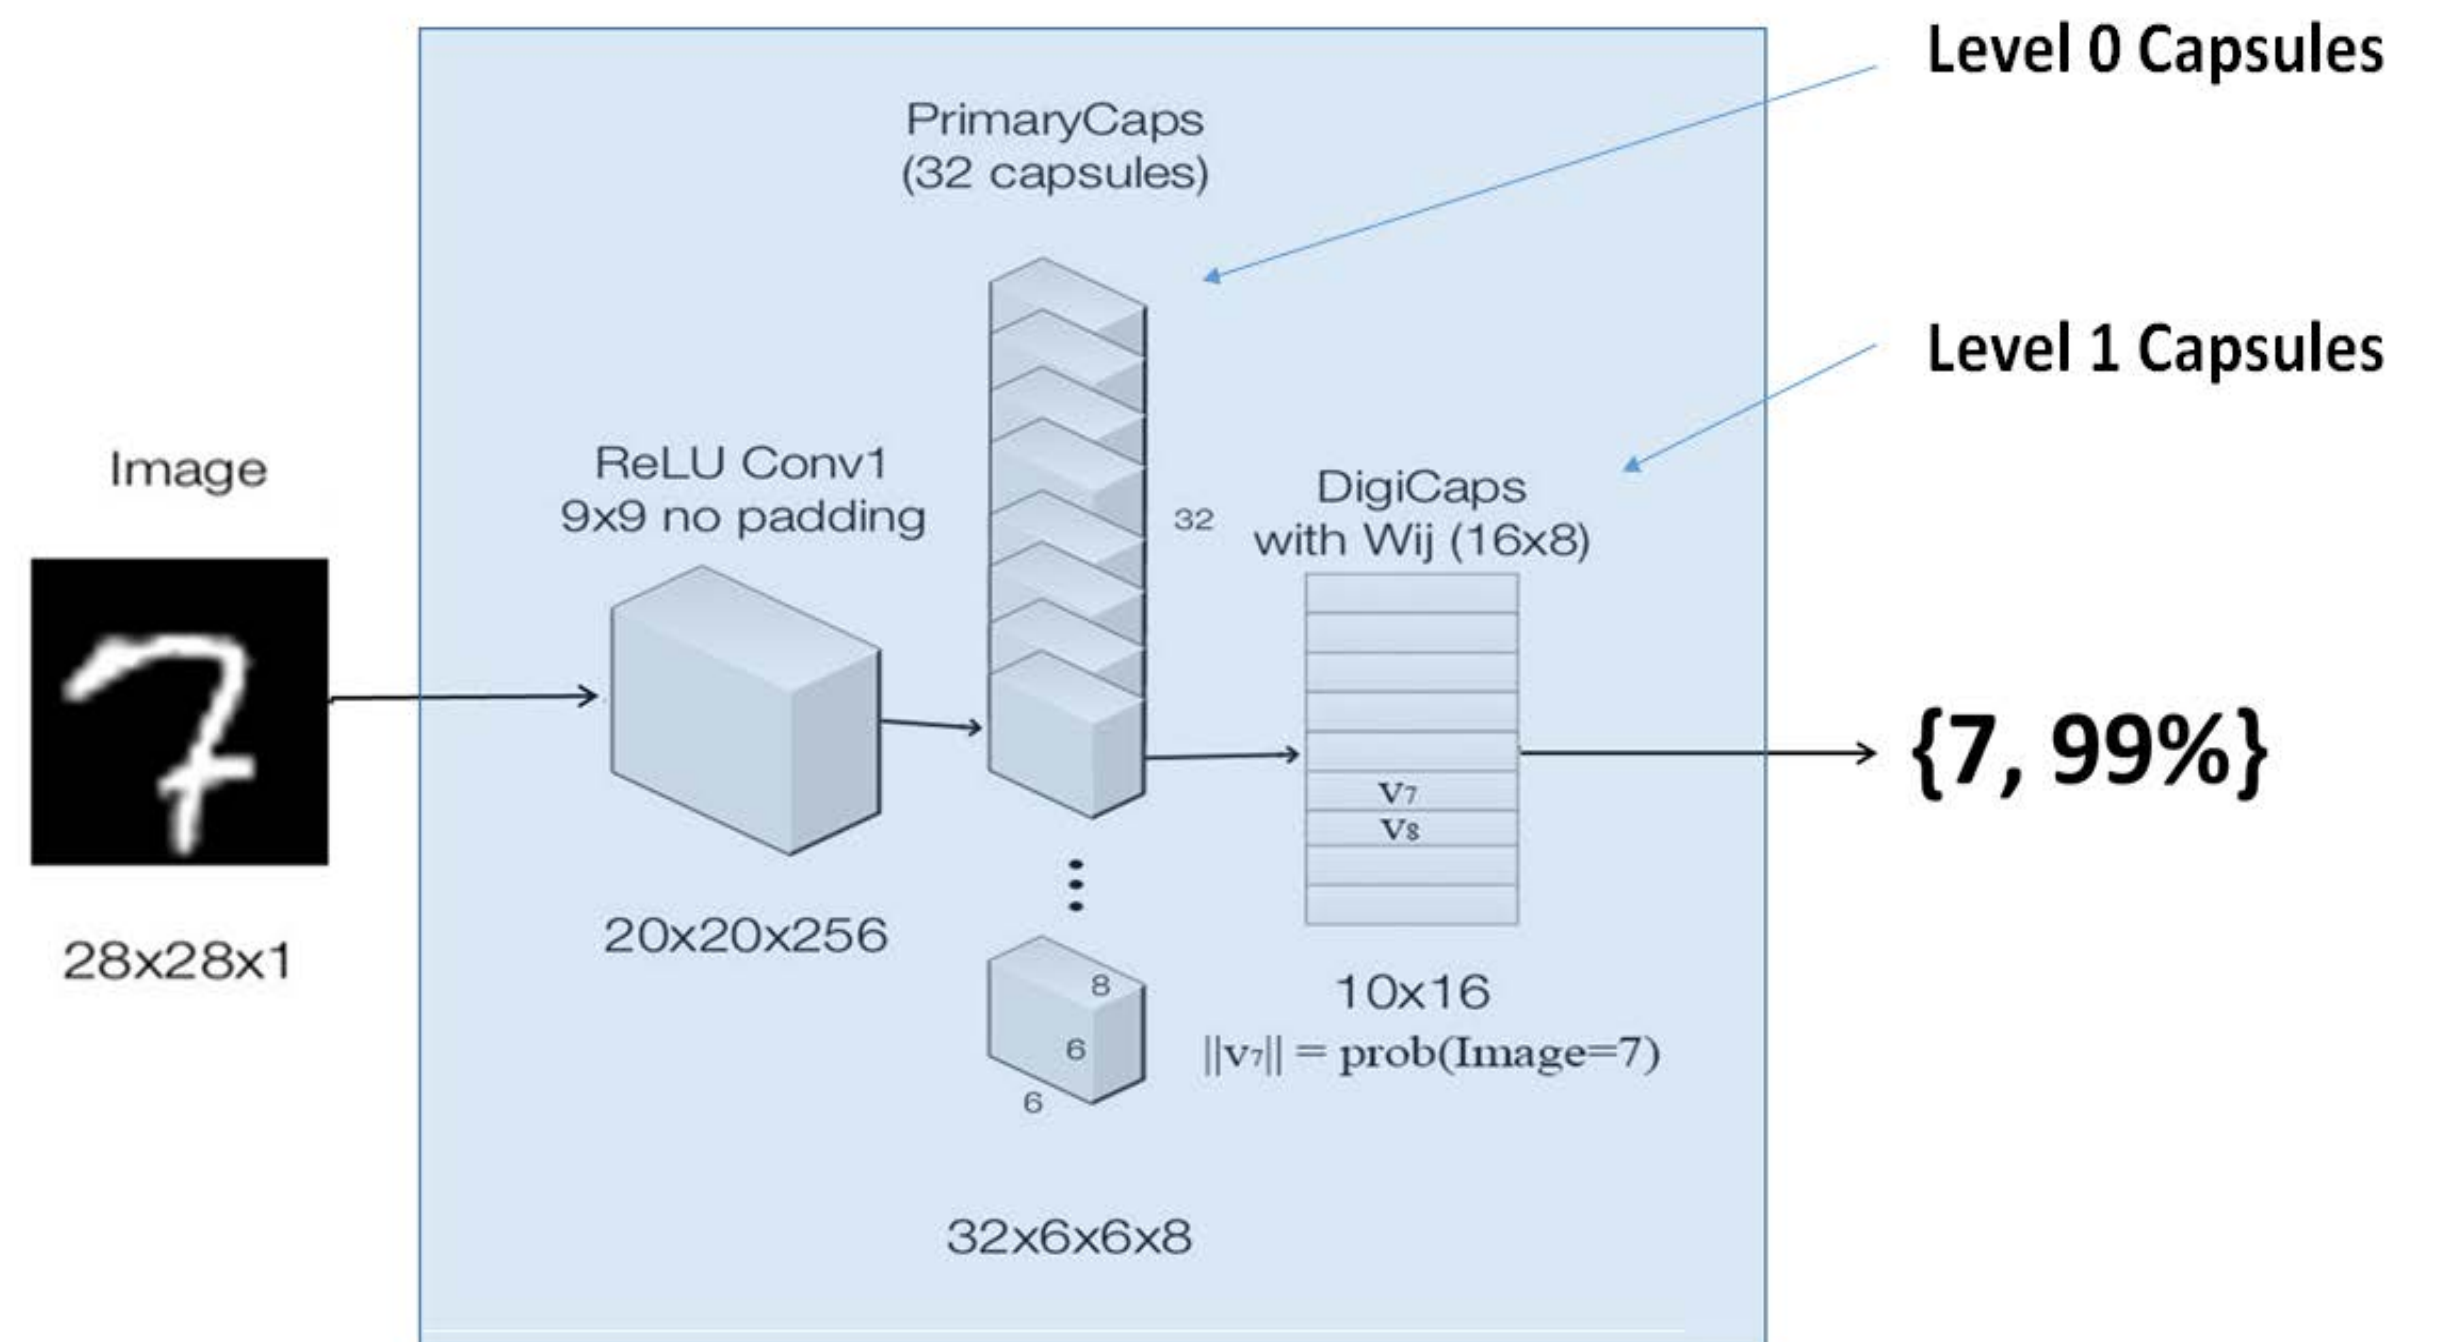 Level 0 Capsules
PrimaryCaps
(32 capsules)
Level 1 Capsules
Image
ReLU Conv1
9x9 no padding
32
DigiCaps
with Wij (16x8)
{7, 99%}
v₇
v₈
20x20x256
28x28x1
8
6
6
10x16
||v₇|| = prob(Image=7)
32x6x6x8